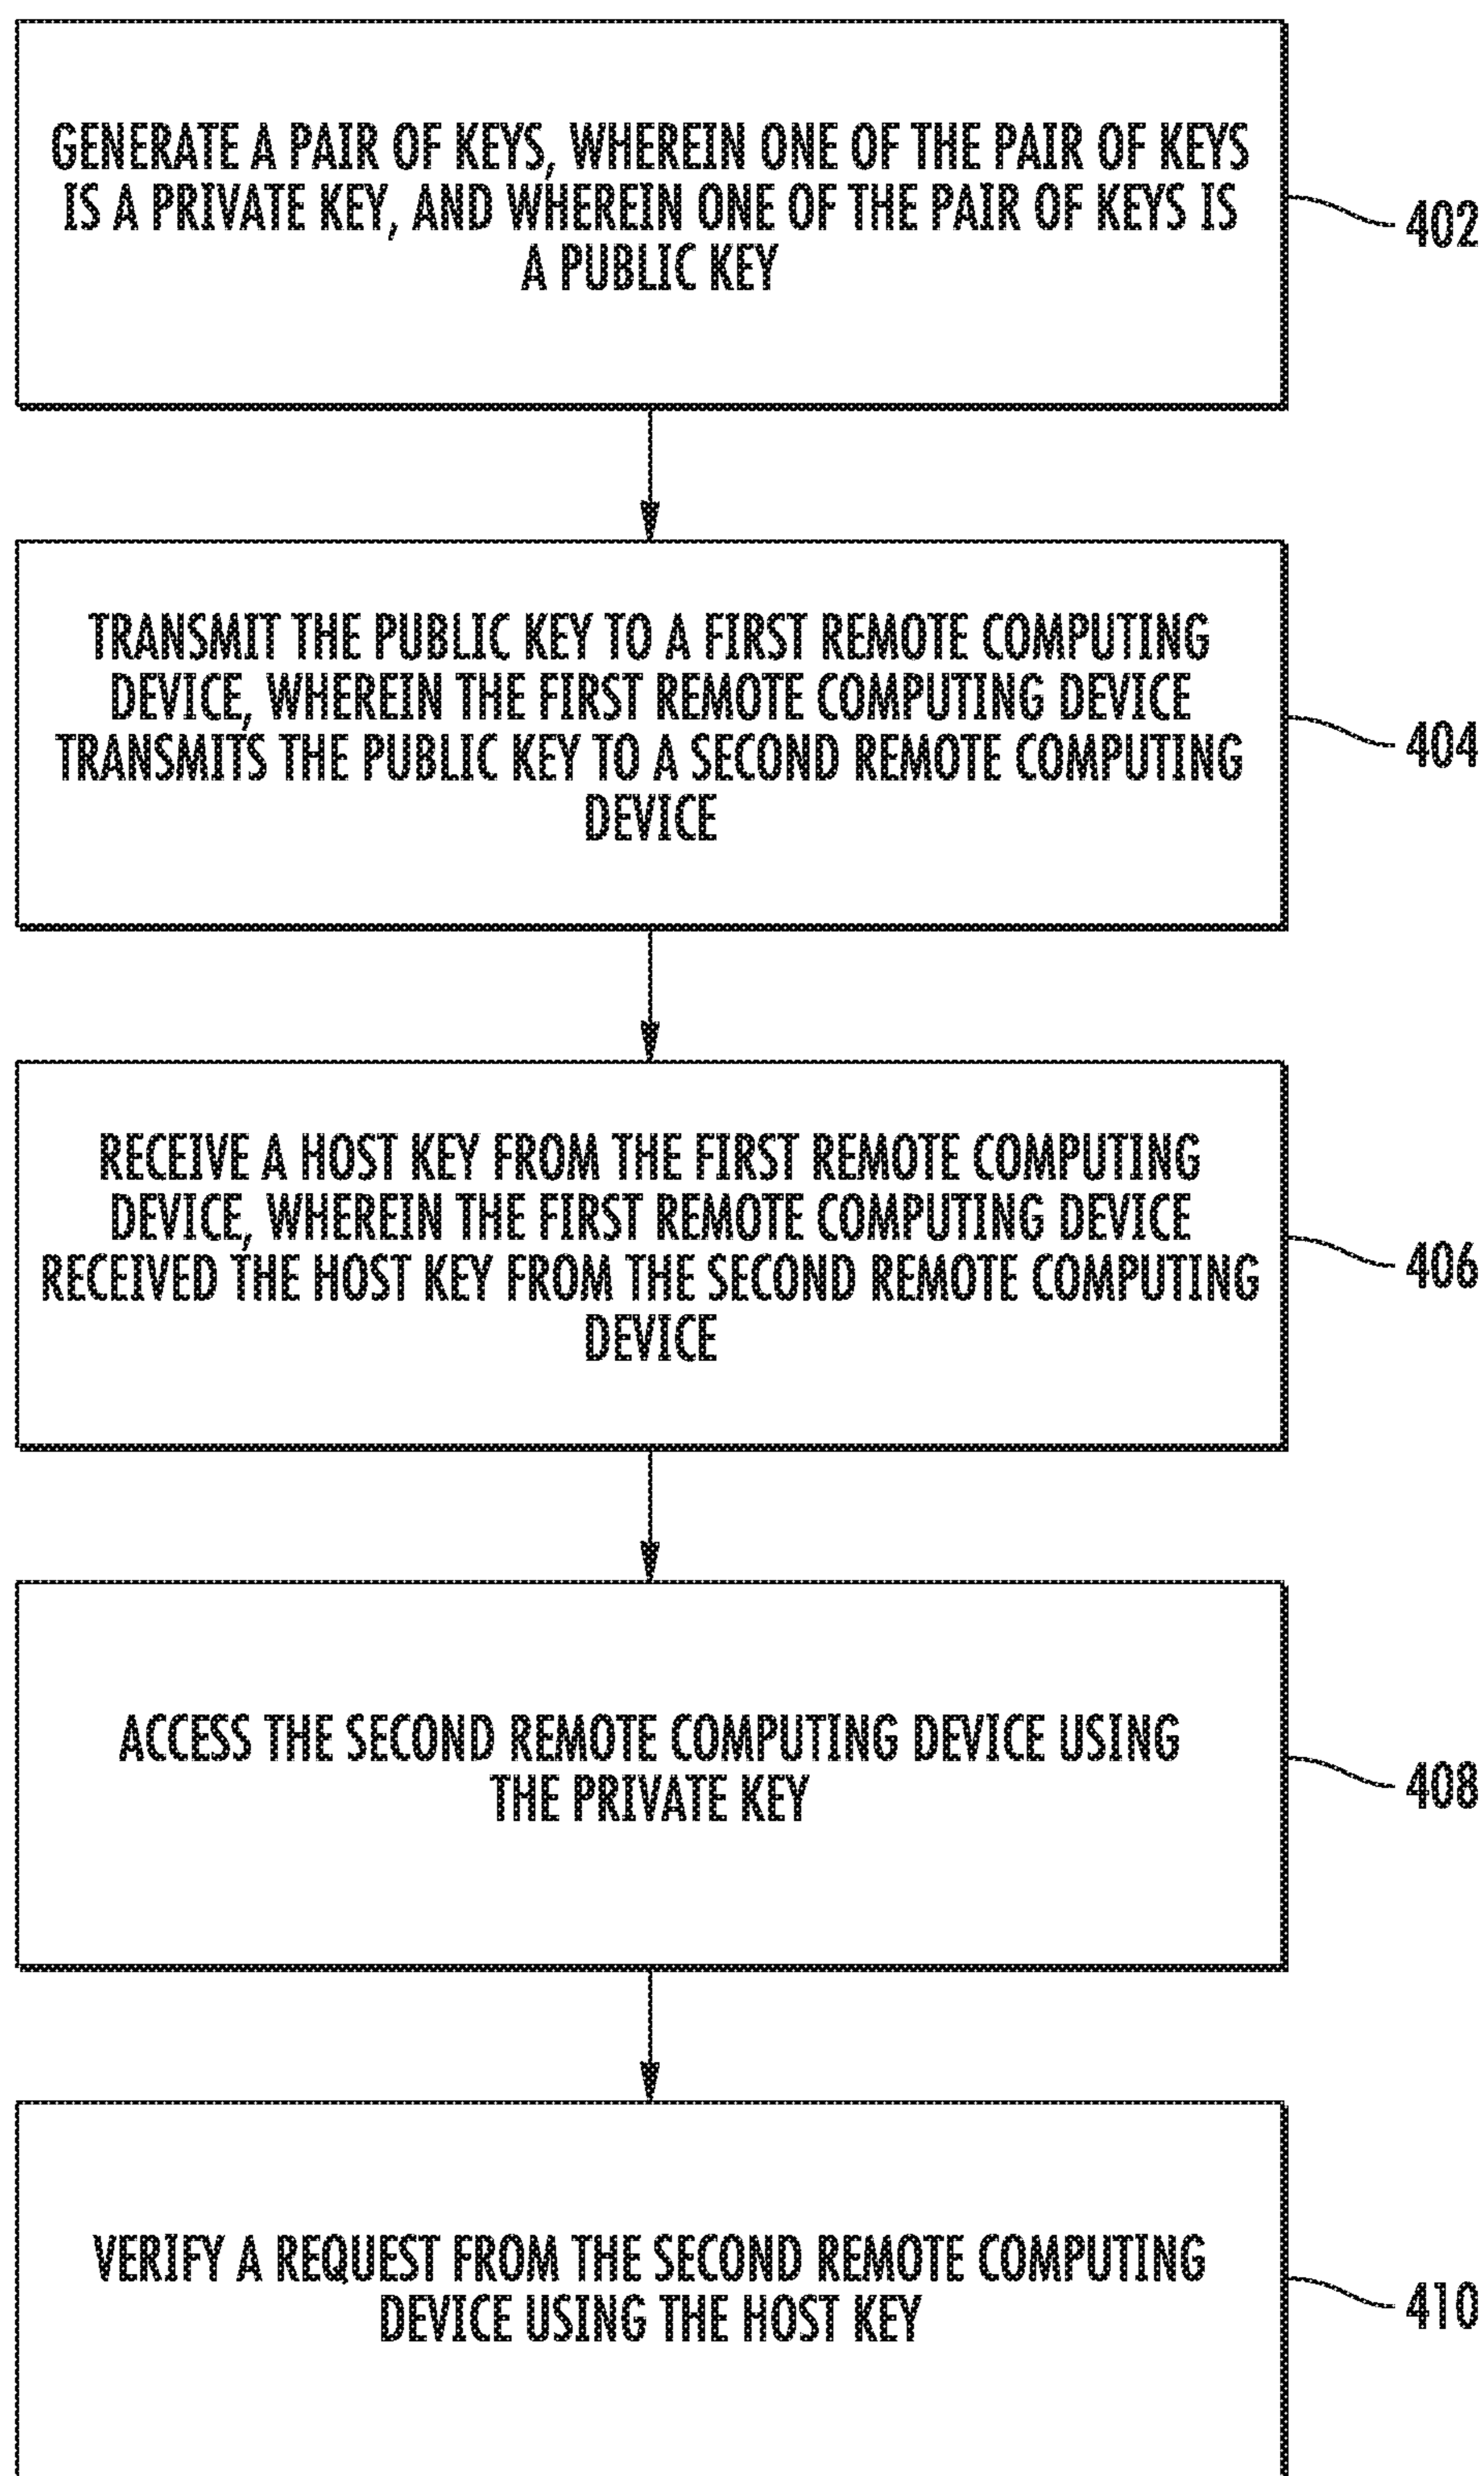 GENERATE A PAIR OF KEYS, WHEREIN ONE OF THE PAIR OF KEYS
IS A PRIVATE KEY, AND WHEREIN ONE OF THE PAIR OF KEYS IS
A PUBLIC KEY
402
TRANSMIT THE PUBLIC KEY TO A FIRST REMOTE COMPUTING
DEVICE, WHEREIN THE FIRST REMOTE COMPUTING DEVICE
TRANSMITS THE PUBLIC KEY TO A SECOND REMOTE COMPUTING
DEVICE
404
RECEIVE A HOST KEY FROM THE FIRST REMOTE COMPUTING
DEVICE, WHEREIN THE FIRST REMOTE COMPUTING DEVICE
RECEIVED THE HOST KEY FROM THE SECOND REMOTE COMPUTING
DEVICE
406
ACCESS THE SECOND REMOTE COMPUTING DEVICE USING
THE PRIVATE KEY
408
VERIFY A REQUEST FROM THE SECOND REMOTE COMPUTING
DEVICE USING THE HOST KEY
410